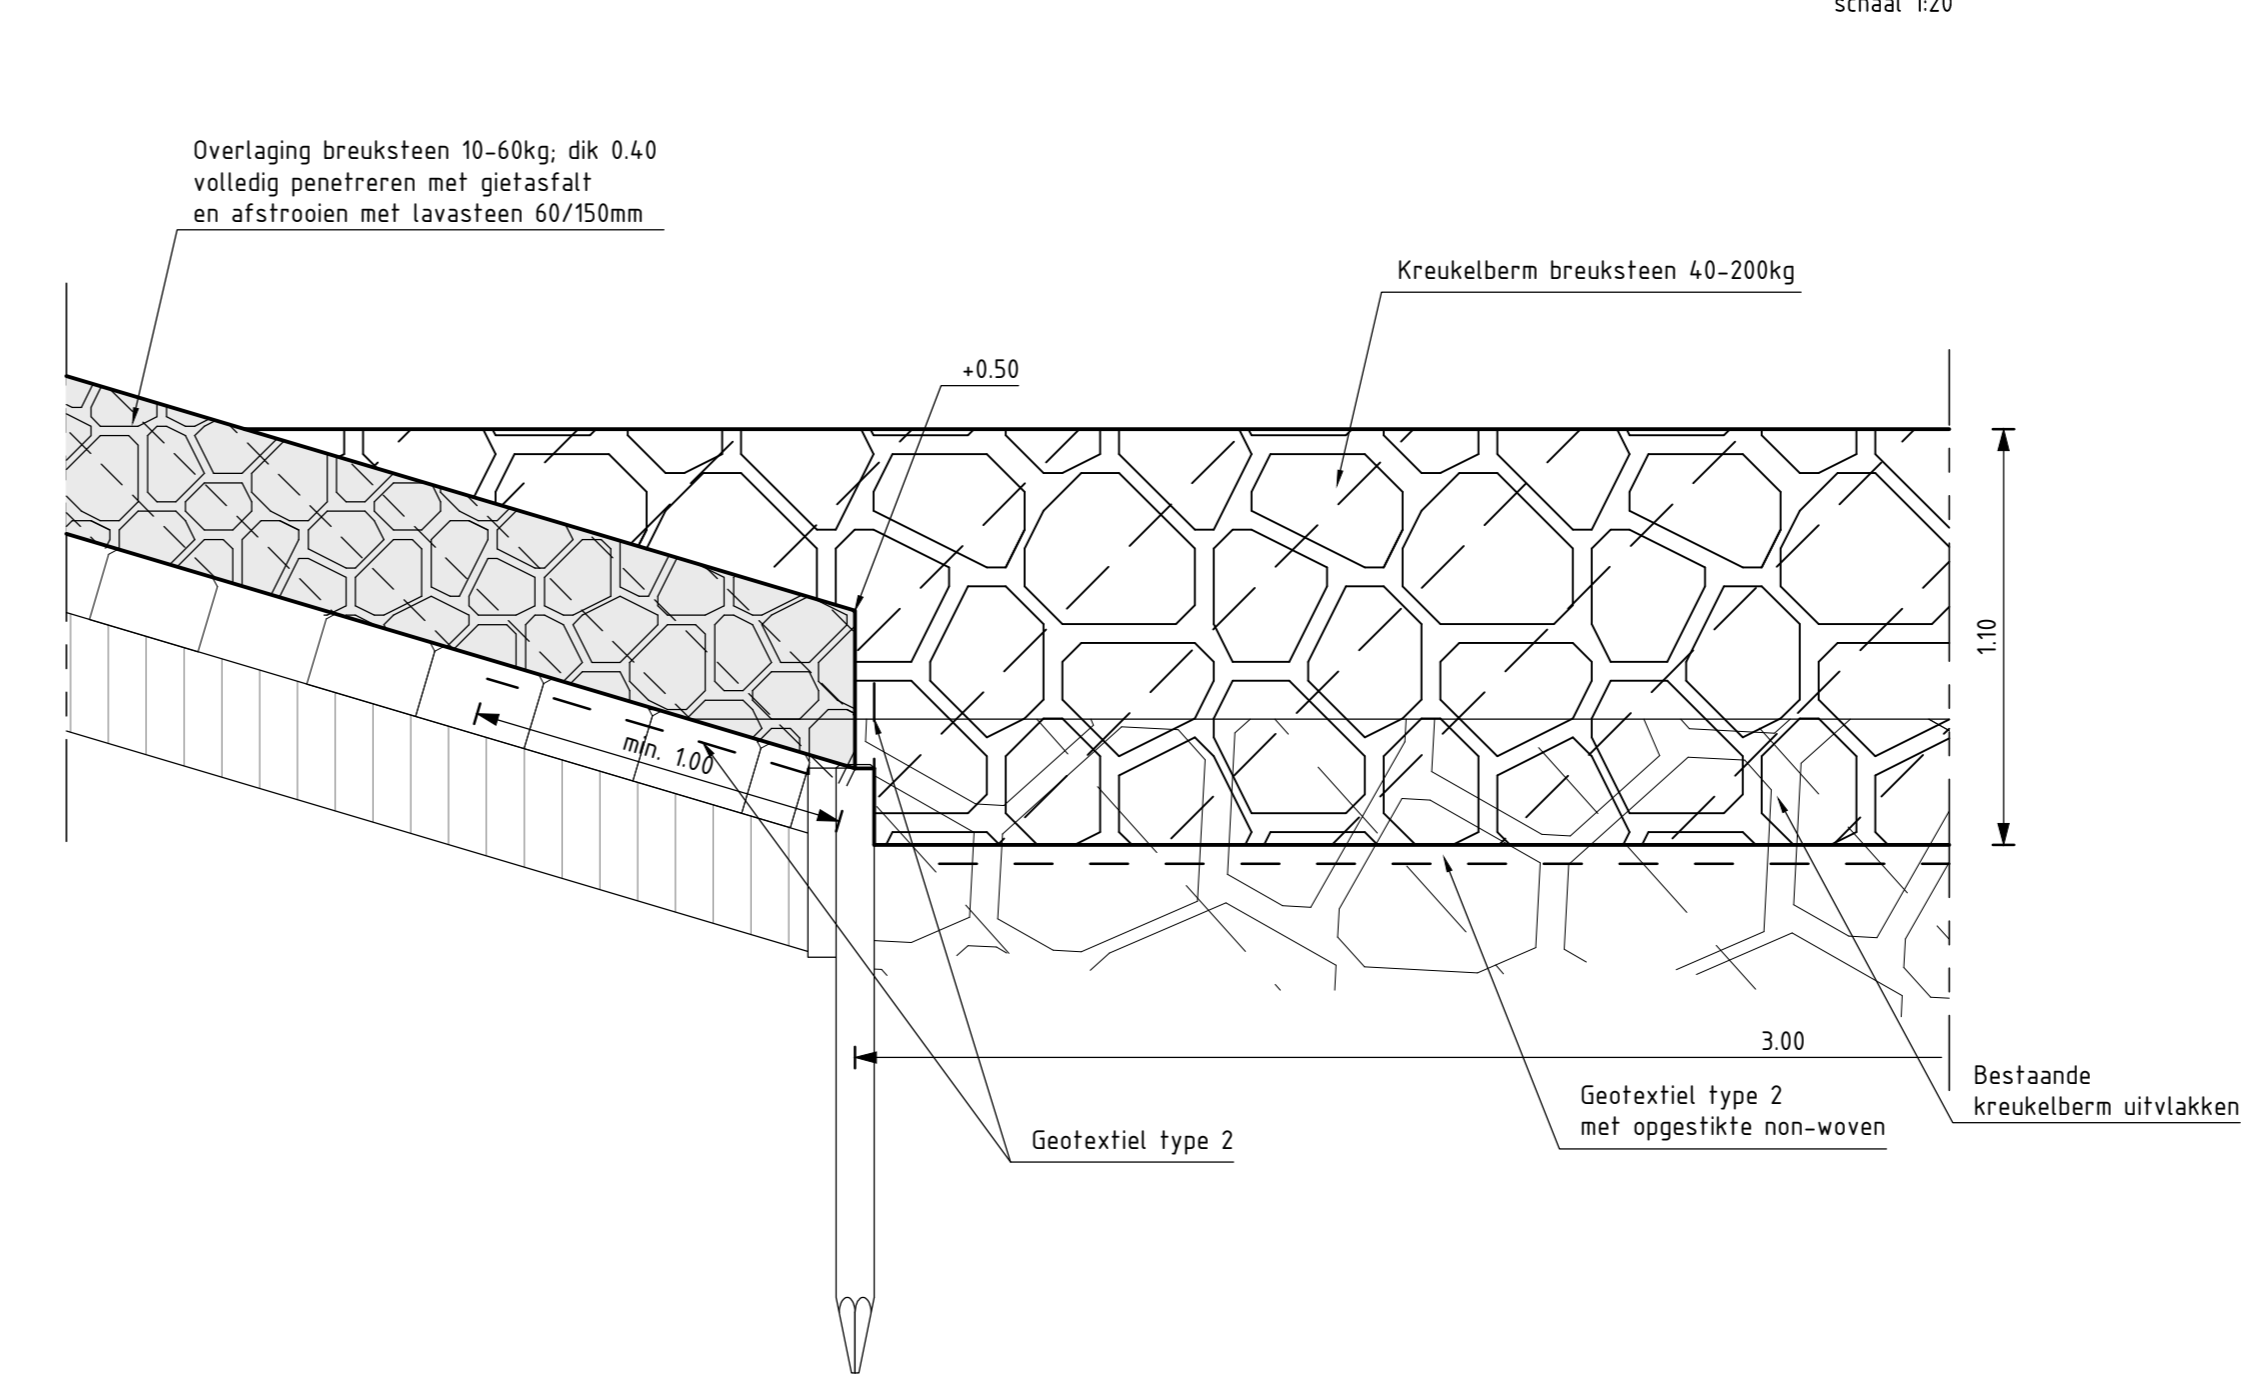 schaal 1:20
Overlaging breuksteen 10-60kg; dik 0.40
volledig penetreren met gietasfalt
en afstrooien met lavasteen 60/150mm
Kreukelberm breuksteen 40-200kg
+0.50
1.10
min. 1.00
3.00
Bestaande
kreukelberm uitvlakken
Geotextiel type 2
met opgestikte non-woven
Geotextiel type 2